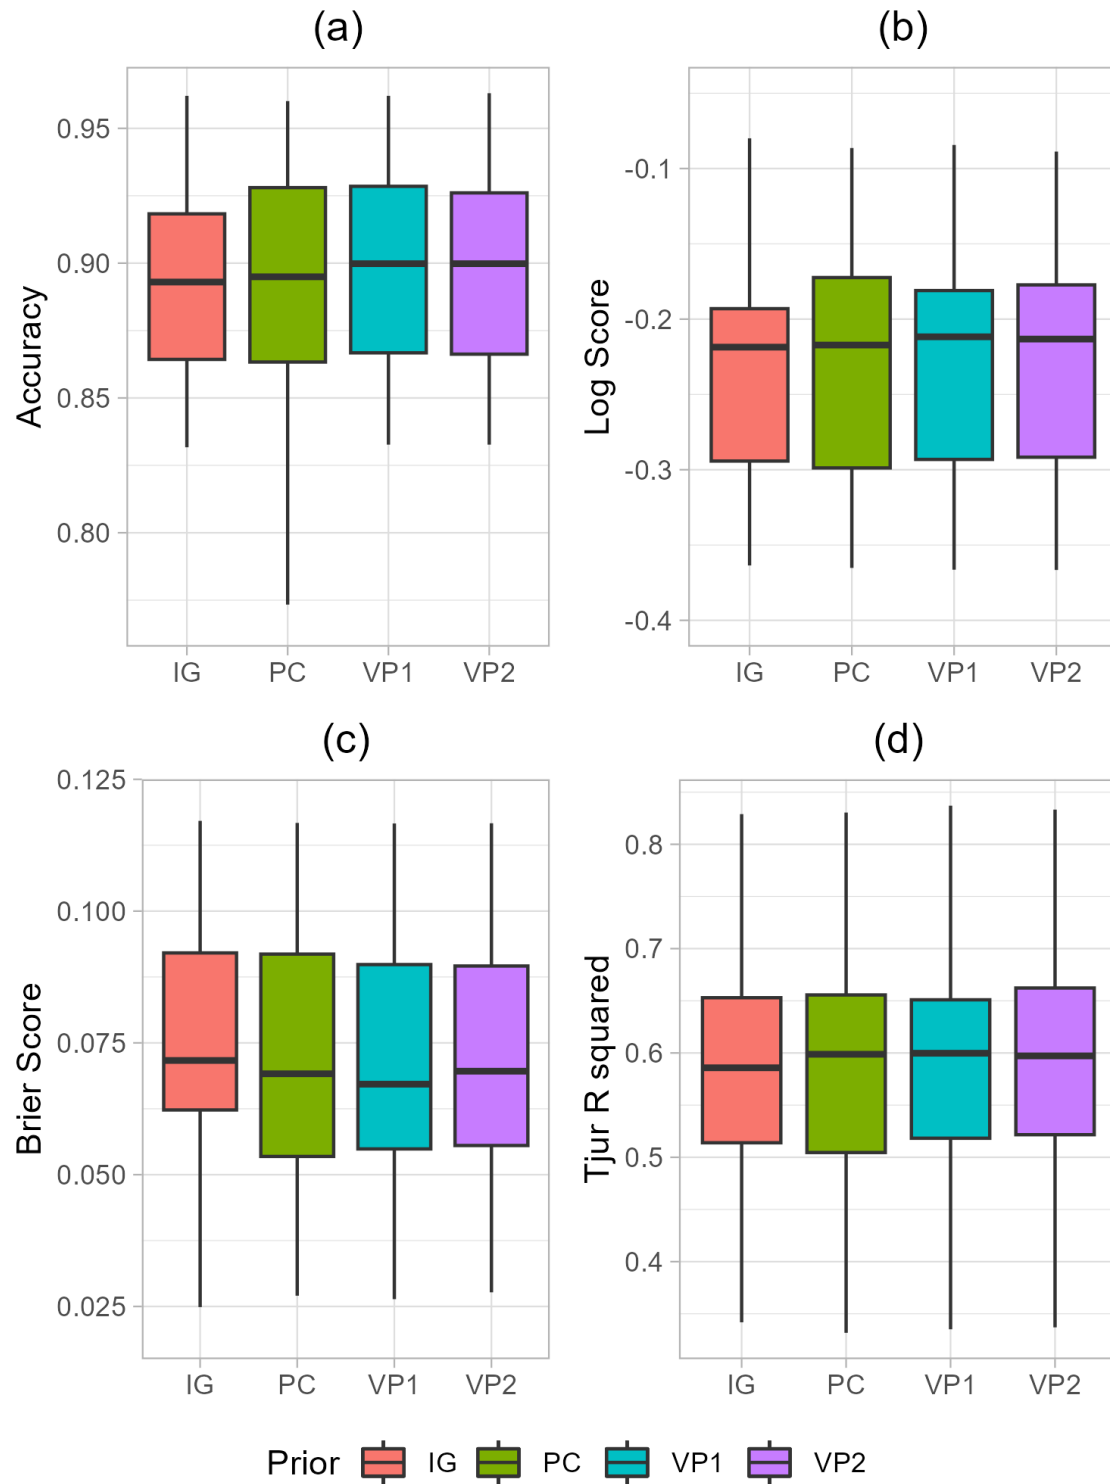 (a)
Accuracy
0.95
0.90
0.85
0.80
IG PC VP1 VP2
(b)
Log Score
-0.1
-0.2
-0.3
-0.4
IG PC VP1 VP2
(c)
Brier Score
0.125
0.100
0.075
0.050
0.025
IG PC VP1 VP2
(d)
Tjur R squared
0.8
0.7
0.6
0.5
0.4
IG PC VP1 VP2
Prior IG PC VP1 VP2